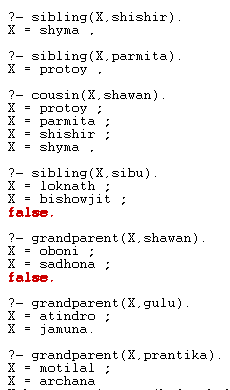 ?- sibling(X,shishir).
X = shyma .
?- sibling(X,parmita).
X = protoy .
?- cousin(X,shawan).
X = protoy ;
X = parmita ;
X = shishir ;
X = shyma .
?- sibling(X,sibu).
X = loknath ;
X = bishowjit ;
false.
?- grandparent(X,shawan).
X = oboni ;
X = sadhona ;
false.
?- grandparent(X,gulu).
X = atindro ;
X = jamuna.
?- grandparent(X,prantika).
X = motilal ;
X = archana